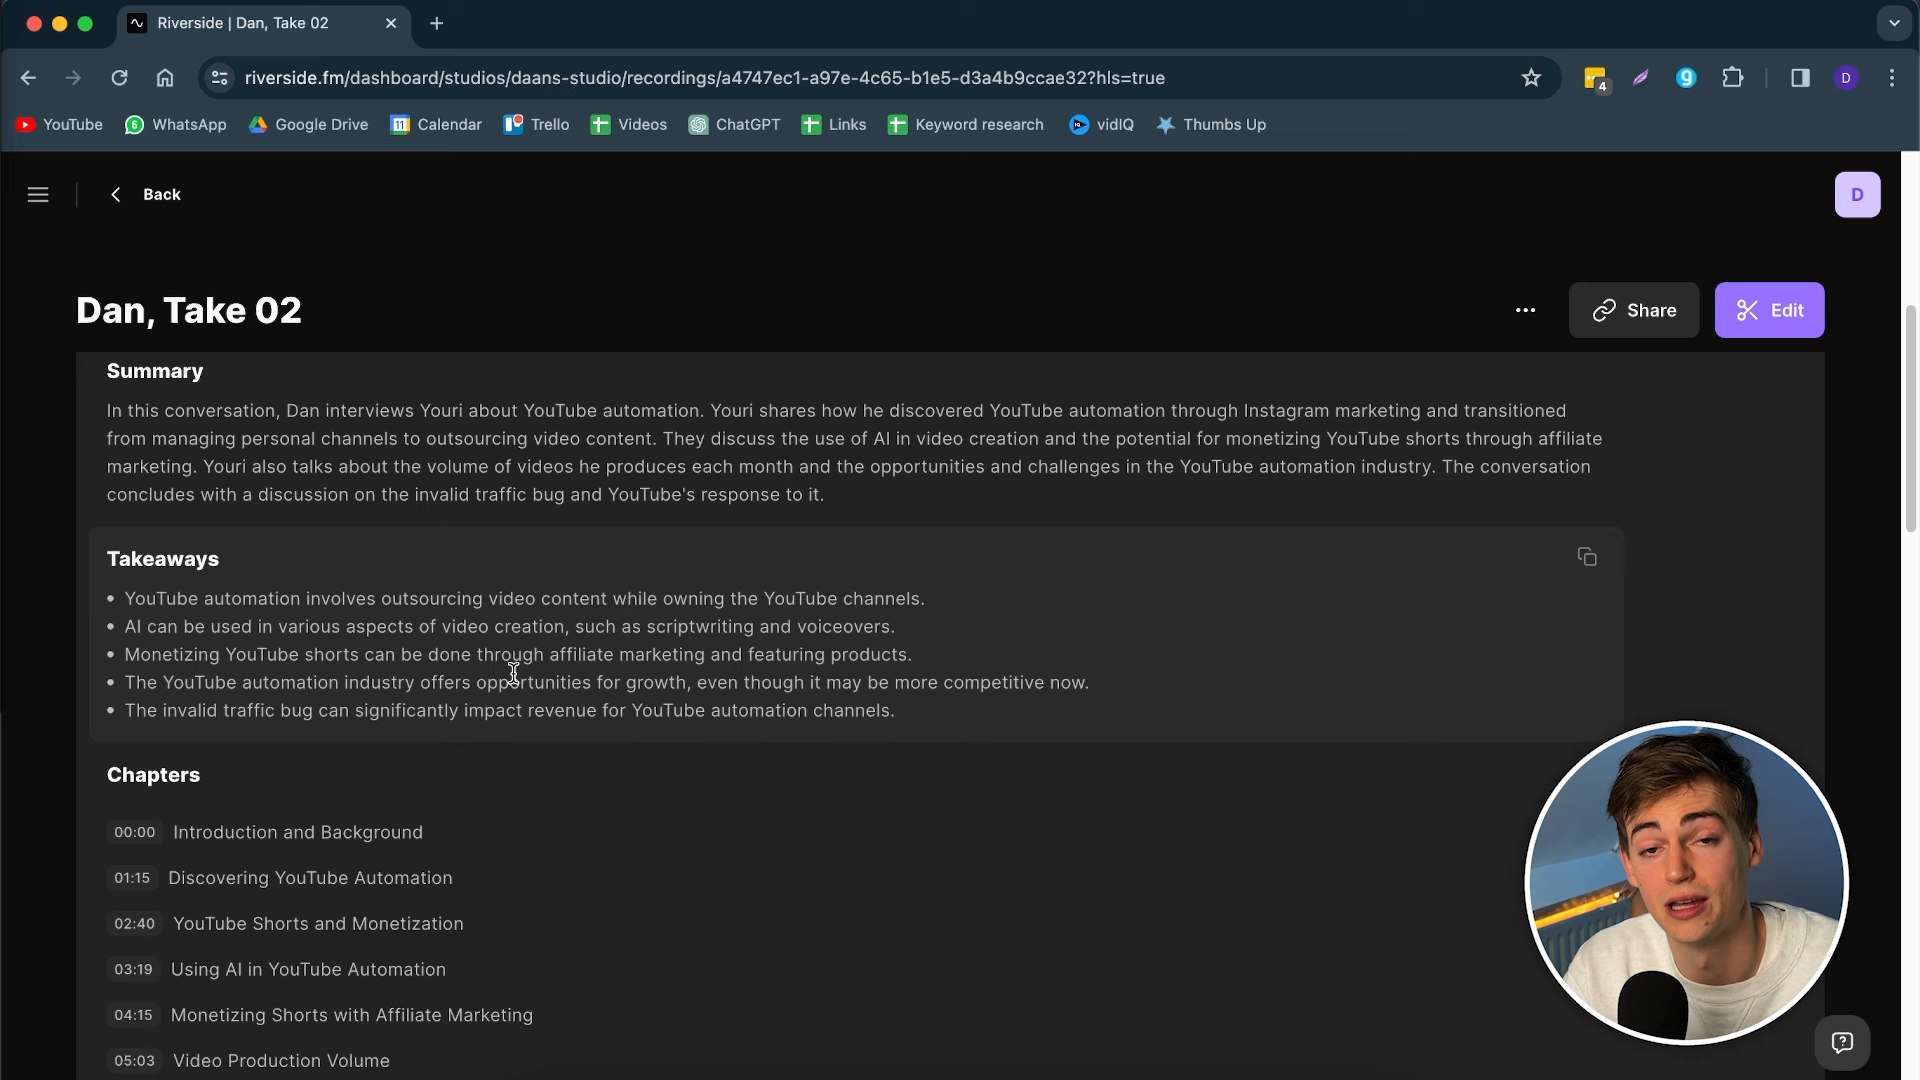 Riverside | Dan, Take 02
riverside.fm/dashboard/studios/daans-studio/recordings/a4747ec1-a97e-4c65-b1e5-d3a4b9ccae32?hls=true
4
g
D
YouTube
6
WhatsApp
Google Drive
11
Calendar
Trello
Videos
ChatGPT
Links
Keyword research
vidIQ
Thumbs Up
Back
D
Dan, Take 02
Share
Edit
Summary
In this conversation, Dan interviews Youri about YouTube automation. Youri shares how he discovered YouTube automation through Instagram marketing and transitioned
from managing personal channels to outsourcing video content. They discuss the use of AI in video creation and the potential for monetizing YouTube shorts through affiliate
marketing. Youri also talks about the volume of videos he produces each month and the opportunities and challenges in the YouTube automation industry. The conversation
concludes with a discussion on the invalid traffic bug and YouTube's response to it.
Takeaways
• YouTube automation involves outsourcing video content while owning the YouTube channels.
• AI can be used in various aspects of video creation, such as scriptwriting and voiceovers.
• Monetizing YouTube shorts can be done through affiliate marketing and featuring products.
• The YouTube automation industry offers opportunities for growth, even though it may be more competitive now.
• The invalid traffic bug can significantly impact revenue for YouTube automation channels.
Chapters
00:00 Introduction and Background
01:15 Discovering YouTube Automation
02:40 YouTube Shorts and Monetization
03:19 Using AI in YouTube Automation
04:15 Monetizing Shorts with Affiliate Marketing
05:03 Video Production Volume